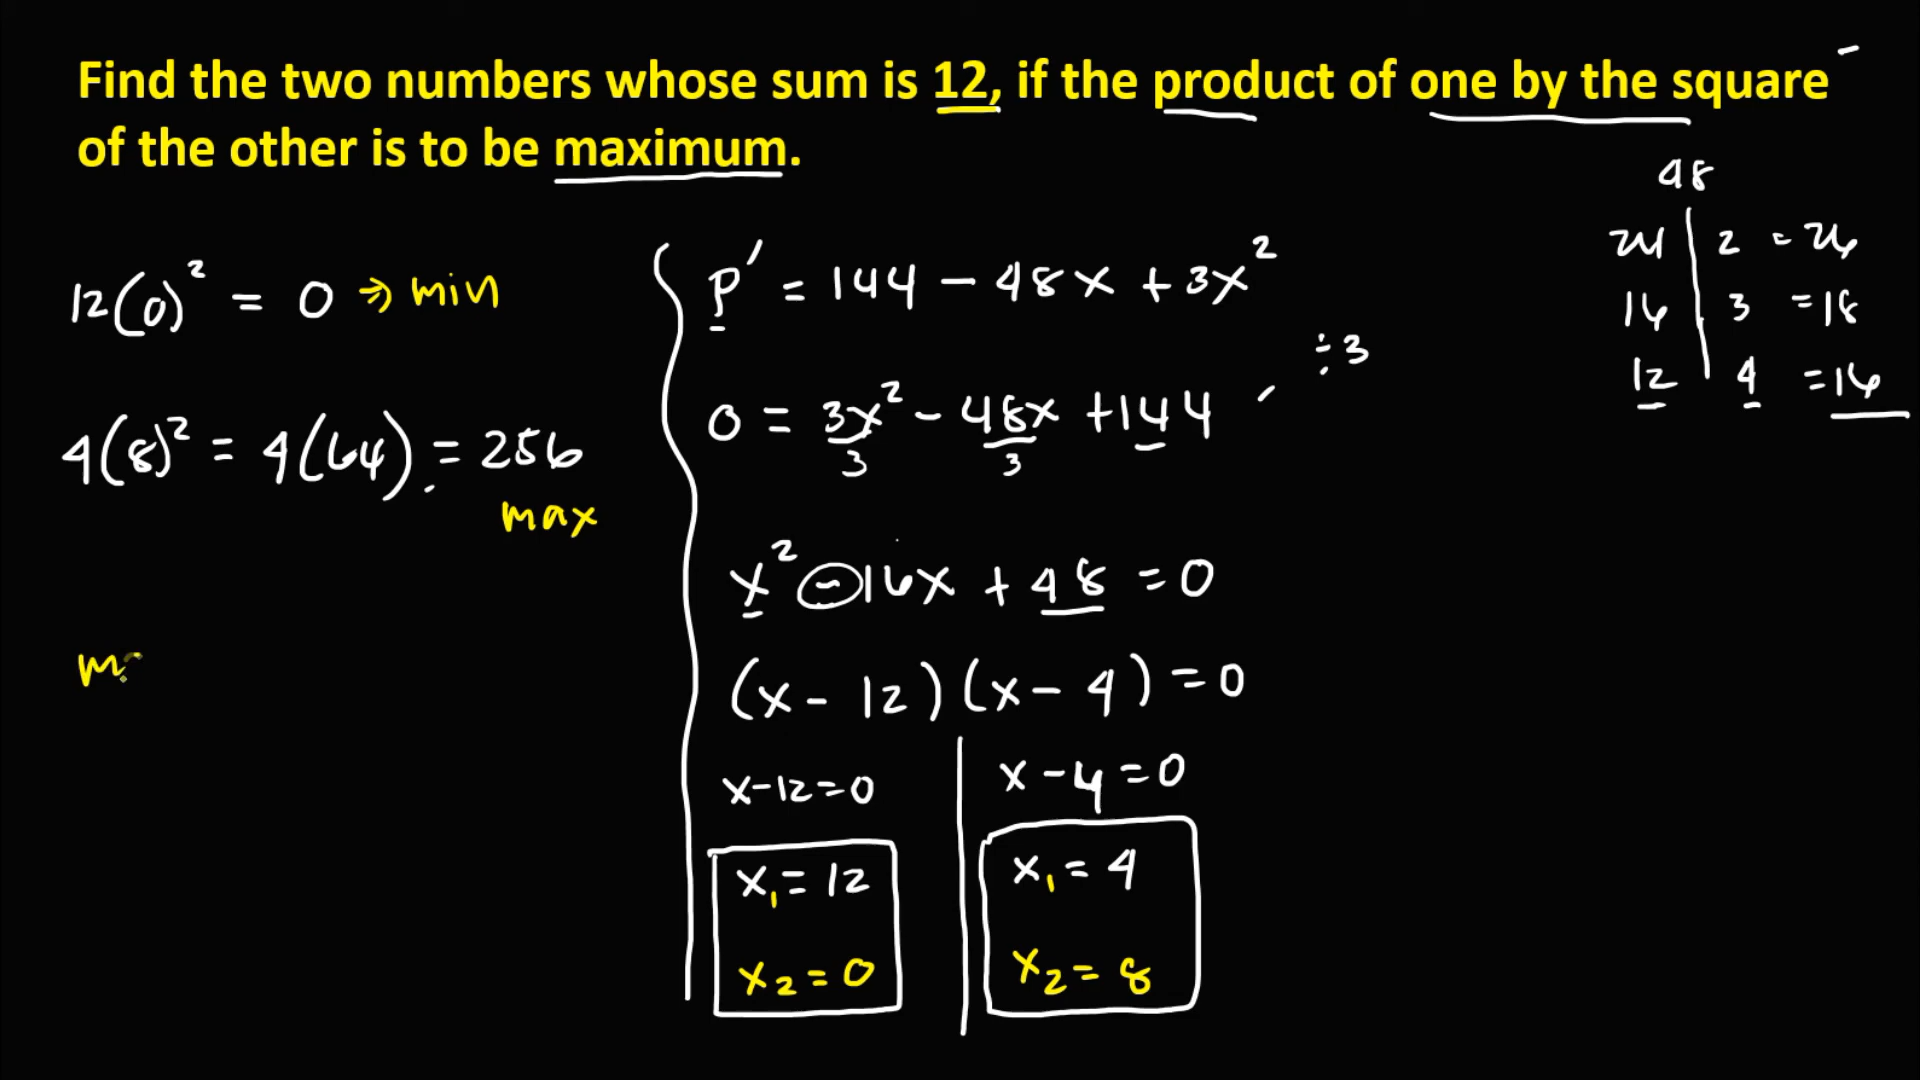 Find the two numbers whose sum is 12, if the product of one by the square
of the other is to be maximum.
12(0)² = 0 → min
4(8)² = 4(64) = 256
max
P' = 144 - 48x + 3x²
÷3
0 = 3x² - 48x + 144
3 3
x² - 16x + 48 = 0
(x - 12)(x - 4) = 0
x - 12 = 0
x₁ = 12
x₂ = 0
x - 4 = 0
x₁ = 4
x₂ = 8
48
24 | 2 = 26
16 | 3 = 18
12 | 4 = 16